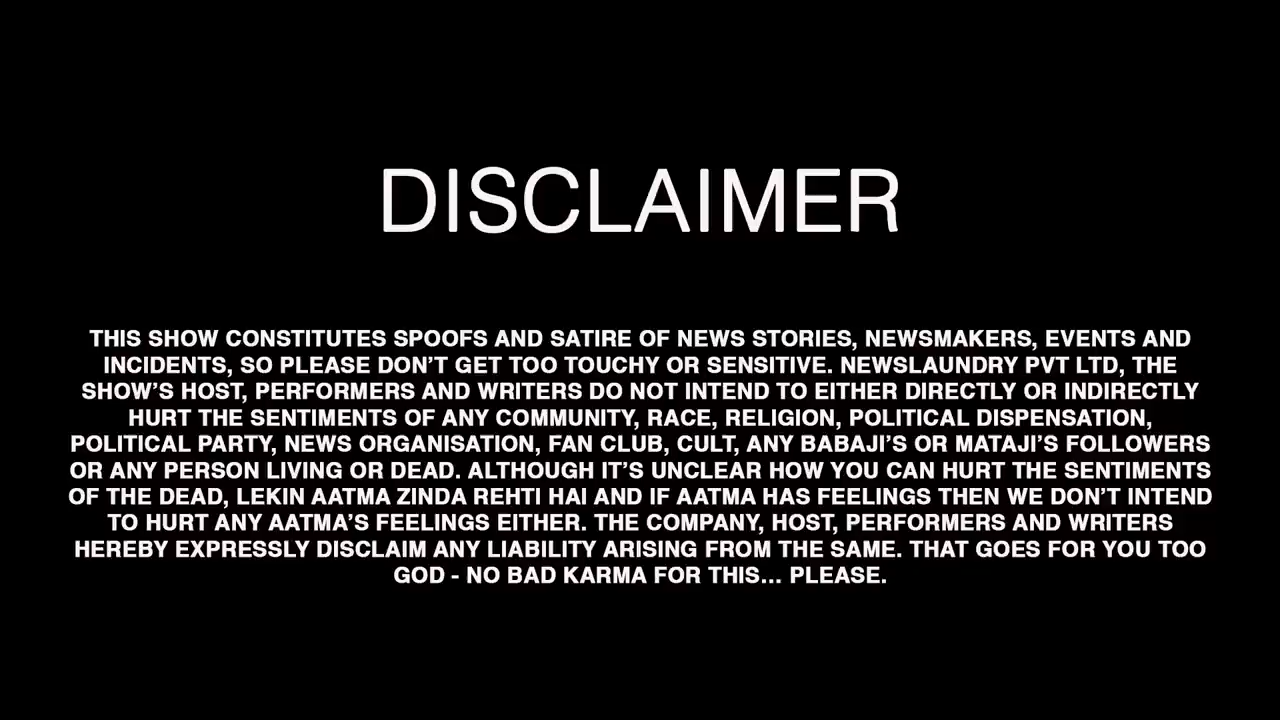 DISCLAIMER
THIS SHOW CONSTITUTES SPOOFS AND SATIRE OF NEWS STORIES, NEWSMAKERS, EVENTS AND
INCIDENTS, SO PLEASE DON'T GET TOO TOUCHY OR SENSITIVE. NEWSLAUNDRY PVT LTD, THE
SHOW'S HOST, PERFORMERS AND WRITERS DO NOT INTEND TO EITHER DIRECTLY OR INDIRECTLY
HURT THE SENTIMENTS OF ANY COMMUNITY, RACE, RELIGION, POLITICAL DISPENSATION,
POLITICAL PARTY, NEWS ORGANISATION, FAN CLUB, CULT, ANY BABAJI'S OR MATAJI'S FOLLOWERS
OR ANY PERSON LIVING OR DEAD. ALTHOUGH IT'S UNCLEAR HOW YOU CAN HURT THE SENTIMENTS
OF THE DEAD, LEKIN AATMA ZINDA REHTI HAI AND IF AATMA HAS FEELINGS THEN WE DON'T INTEND
TO HURT ANY AATMA'S FEELINGS EITHER. THE COMPANY, HOST, PERFORMERS AND WRITERS
HEREBY EXPRESSLY DISCLAIM ANY LIABILITY ARISING FROM THE SAME. THAT GOES FOR YOU TOO
GOD - NO BAD KARMA FOR THIS... PLEASE.